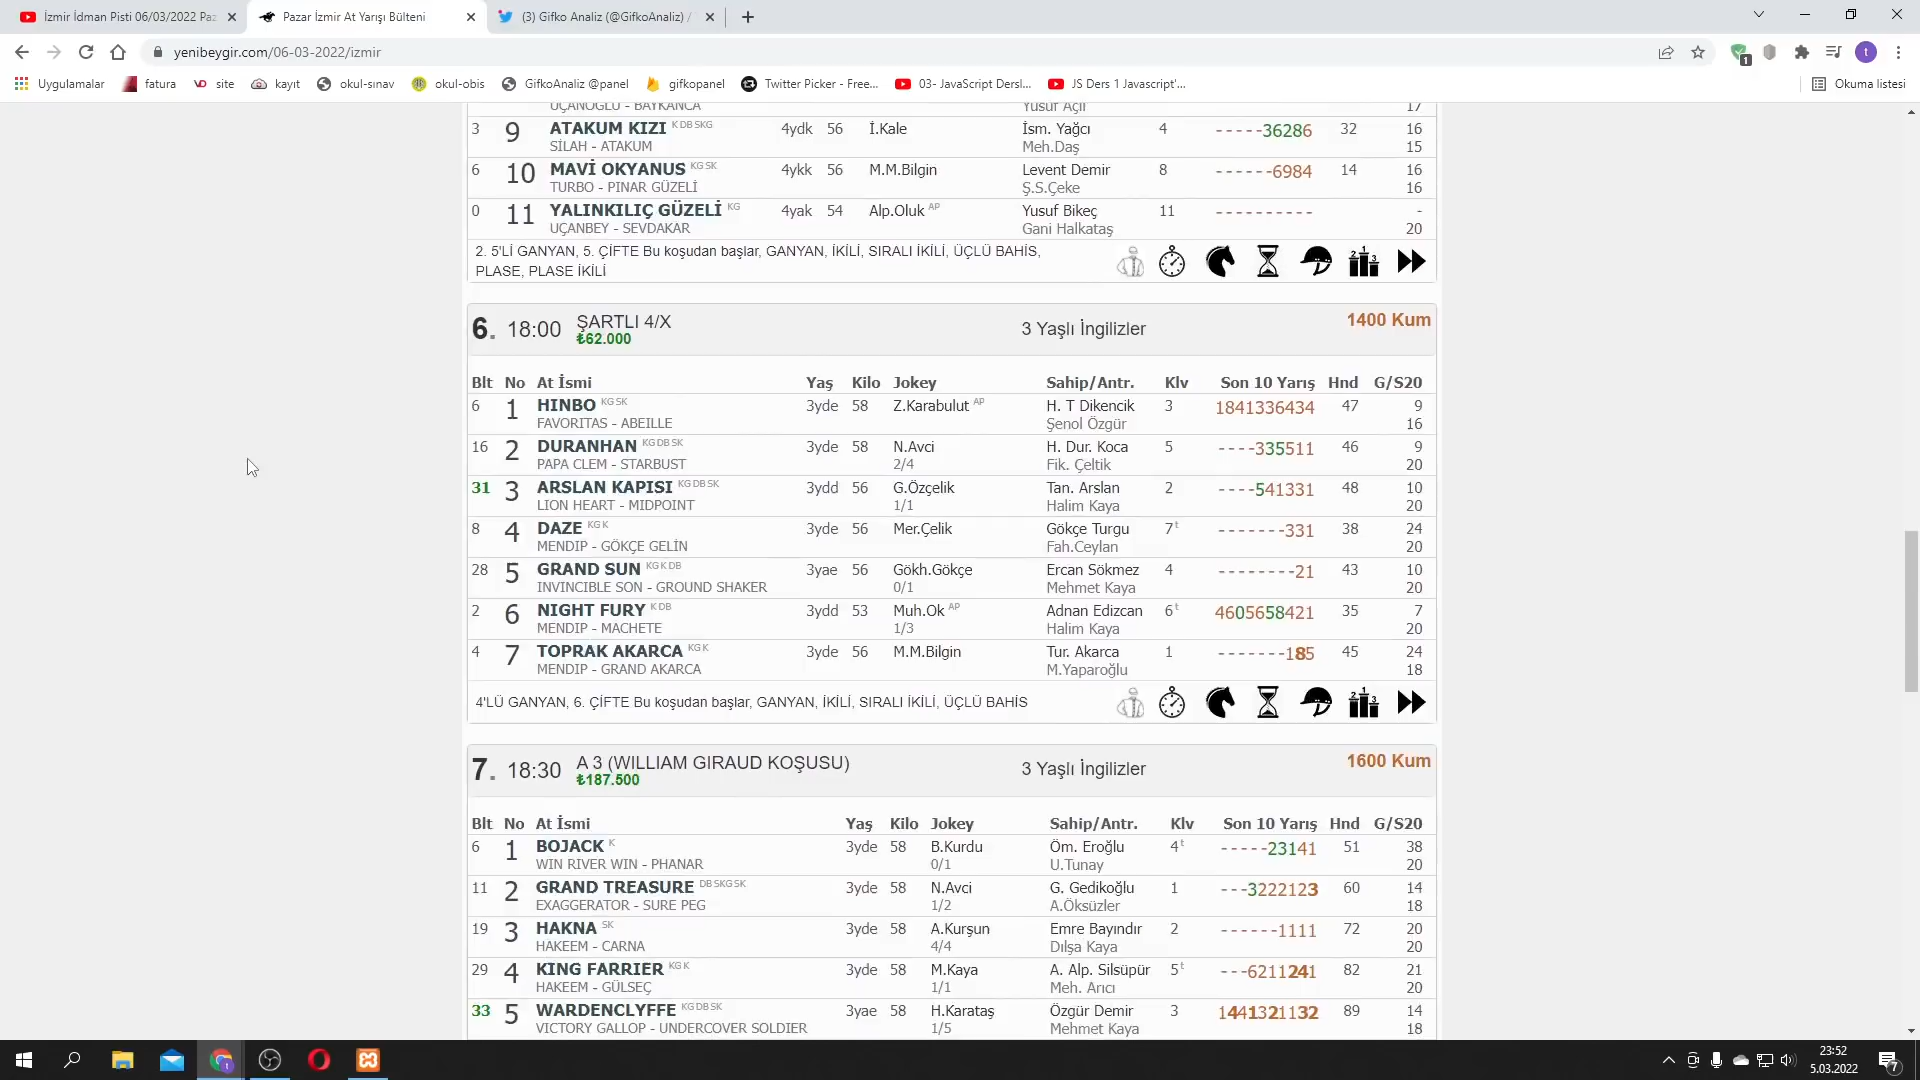 İzmir İdman Pisti 06/03/2022 Paz
Pazar İzmir At Yarışı Bülteni
(3) Gifko Analiz (@GifkoAnaliz) /
yenibeygir.com/06-03-2022/izmir
Uygulamalar fatura site kayıt okul-sınav okul-obis GifkoAnaliz @panel gifkopanel Twitter Picker - Free... 03- JavaScript Dersl... JS Ders 1 Javascript'... Okuma listesi
UÇANOĞLU - BAYKANCA Yusuf Açıl 17
3 9 ATAKUM KIZI K DB SKG 4ydk 56 İ.Kale İsm. Yağcı 4 -----36286 32 16
SİLAH - ATAKUM Meh.Daş 15
6 10 MAVİ OKYANUS KG SK 4ykk 56 M.M.Bilgin Levent Demir 8 ------6984 14 16
TURBO - PINAR GÜZELİ Ş.S.Çeke 16
0 11 YALINKILIÇ GÜZELİ KG 4yak 54 Alp.Oluk AP Yusuf Bikeç 11 ---------- -
UÇANBEY - SEVDAKAR Gani Halkataş 20
2. 5'Lİ GANYAN, 5. ÇİFTE Bu koşudan başlar, GANYAN, İKİLİ, SIRALI İKİLİ, ÜÇLÜ BAHİS,
PLASE, PLASE İKİLİ
6. 18:00 ŞARTLI 4/X 3 Yaşlı İngilizler 1400 Kum
₺62.000
Blt No At İsmi Yaş Kilo Jokey Sahip/Antr. Klv Son 10 Yarış Hnd G/S20
6 1 HINBO KG SK 3yde 58 Z.Karabulut AP H. T Dikencik 3 1841336434 47 9
FAVORITAS - ABEILLE Şenol Özgür 16
16 2 DURANHAN KG DB SK 3yde 58 N.Avci H. Dur. Koca 5 ----335511 46 9
PAPA CLEM - STARBUST 2/4 Fik. Çeltik 20
31 3 ARSLAN KAPISI KG DB SK 3ydd 56 G.Özçelik Tan. Arslan 2 ----541331 48 10
LION HEART - MIDPOINT 1/1 Halim Kaya 20
8 4 DAZE KG K 3yde 56 Mer.Çelik Gökçe Turgu 7 t -------331 38 24
MENDIP - GÖKÇE GELİN Fah.Ceylan 20
28 5 GRAND SUN KG K DB 3yae 56 Gökh.Gökçe Ercan Sökmez 4 --------21 43 10
INVINCIBLE SON - GROUND SHAKER 0/1 Mehmet Kaya 20
2 6 NIGHT FURY K DB 3ydd 53 Muh.Ok AP Adnan Edizcan 6 t 4605658421 35 7
MENDIP - MACHETE 1/3 Halim Kaya 20
4 7 TOPRAK AKARCA KG K 3yde 56 M.M.Bilgin Tur. Akarca 1 -------185 45 24
MENDIP - GRAND AKARCA M.Yaparoğlu 18
4'LÜ GANYAN, 6. ÇİFTE Bu koşudan başlar, GANYAN, İKİLİ, SIRALI İKİLİ, ÜÇLÜ BAHİS
7. 18:30 A 3 (WILLIAM GIRAUD KOŞUSU) 3 Yaşlı İngilizler 1600 Kum
₺187.500
Blt No At İsmi Yaş Kilo Jokey Sahip/Antr. Klv Son 10 Yarış Hnd G/S20
6 1 BOJACK K 3yde 58 B.Kurdu Öm. Eroğlu 4 t -----23141 51 38
WIN RIVER WIN - PHANAR 0/1 U.Tunay 20
11 2 GRAND TREASURE DB SKG SK 3yde 58 N.Avci G. Gedikoğlu 1 ---3222123 60 14
EXAGGERATOR - SURE PEG 1/2 A.Öksüzler 18
19 3 HAKNA SK 3yde 58 A.Kurşun Emre Bayındır 2 ------1111 72 20
HAKEEM - CARNA 4/4 Dılşa Kaya 20
29 4 KING FARRIER KG K 3yde 58 M.Kaya A. Alp. Silsüpür 5 t ---6211241 82 21
HAKEEM - GÜLSEÇ 1/1 Meh. Arıcı 20
33 5 WARDENCLYFFE KG DB SK 3yae 58 H.Karataş Özgür Demir 3 1441321132 89 14
VICTORY GALLOP - UNDERCOVER SOLDIER 1/5 Mehmet Kaya 18
23:52
5.03.2022